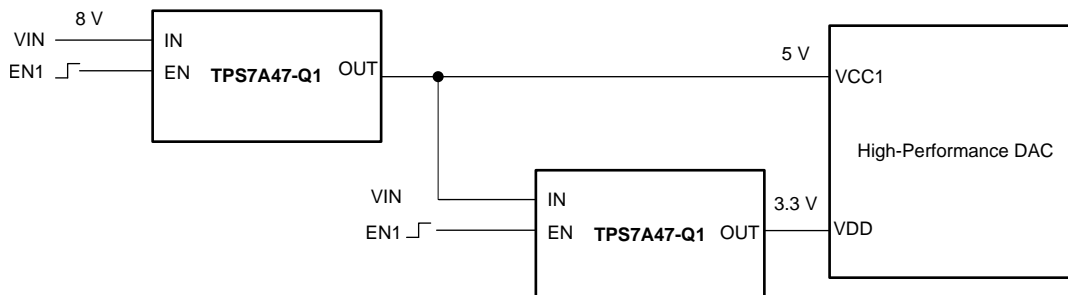 8 V
VIN
IN
EN1
EN
TPS7A47-Q1
OUT
5 V
VCC1
High-Performance DAC
VIN
IN
3.3 V
EN1
EN
TPS7A47-Q1
OUT
VDD